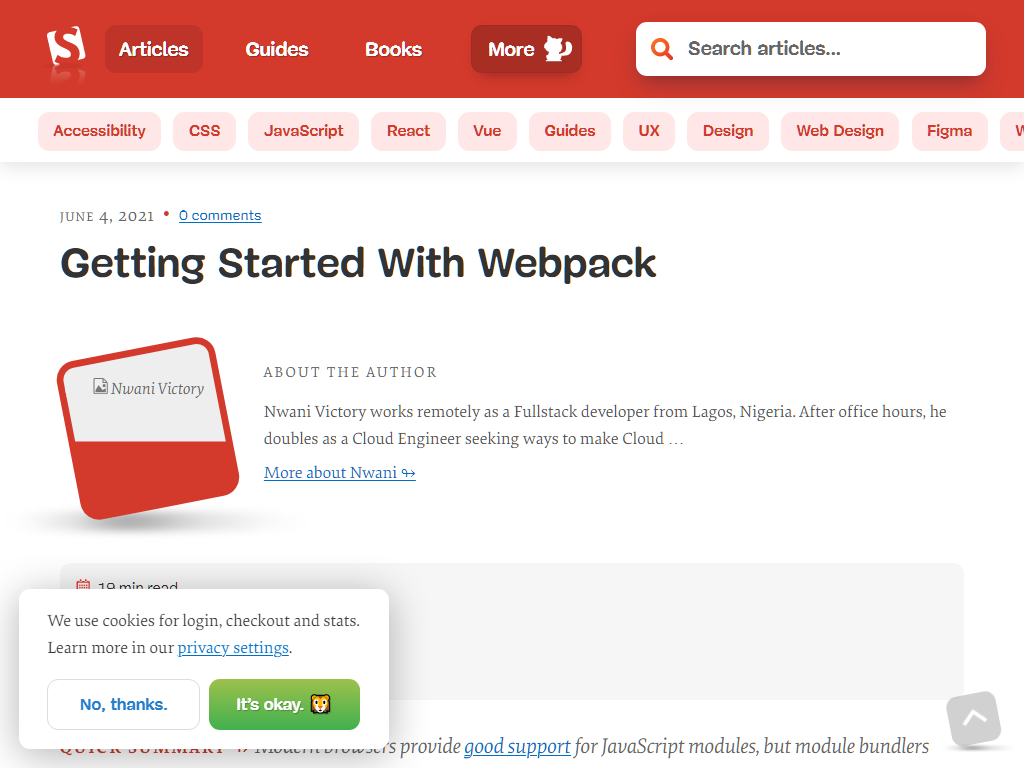 Articles Guides Books More Search articles...
Accessibility CSS JavaScript React Vue Guides UX Design Web Design Figma
JUNE 4, 2021 • 0 comments
Getting Started With Webpack
Nwani Victory
ABOUT THE AUTHOR
Nwani Victory works remotely as a Fullstack developer from Lagos, Nigeria. After office hours, he
doubles as a Cloud Engineer seeking ways to make Cloud …
More about Nwani ↬
19 min read
We use cookies for login, checkout and stats.
Learn more in our privacy settings.
No, thanks. It's okay.
QUICK SUMMARY ↬ Modern browsers provide good support for JavaScript modules, but module bundlers